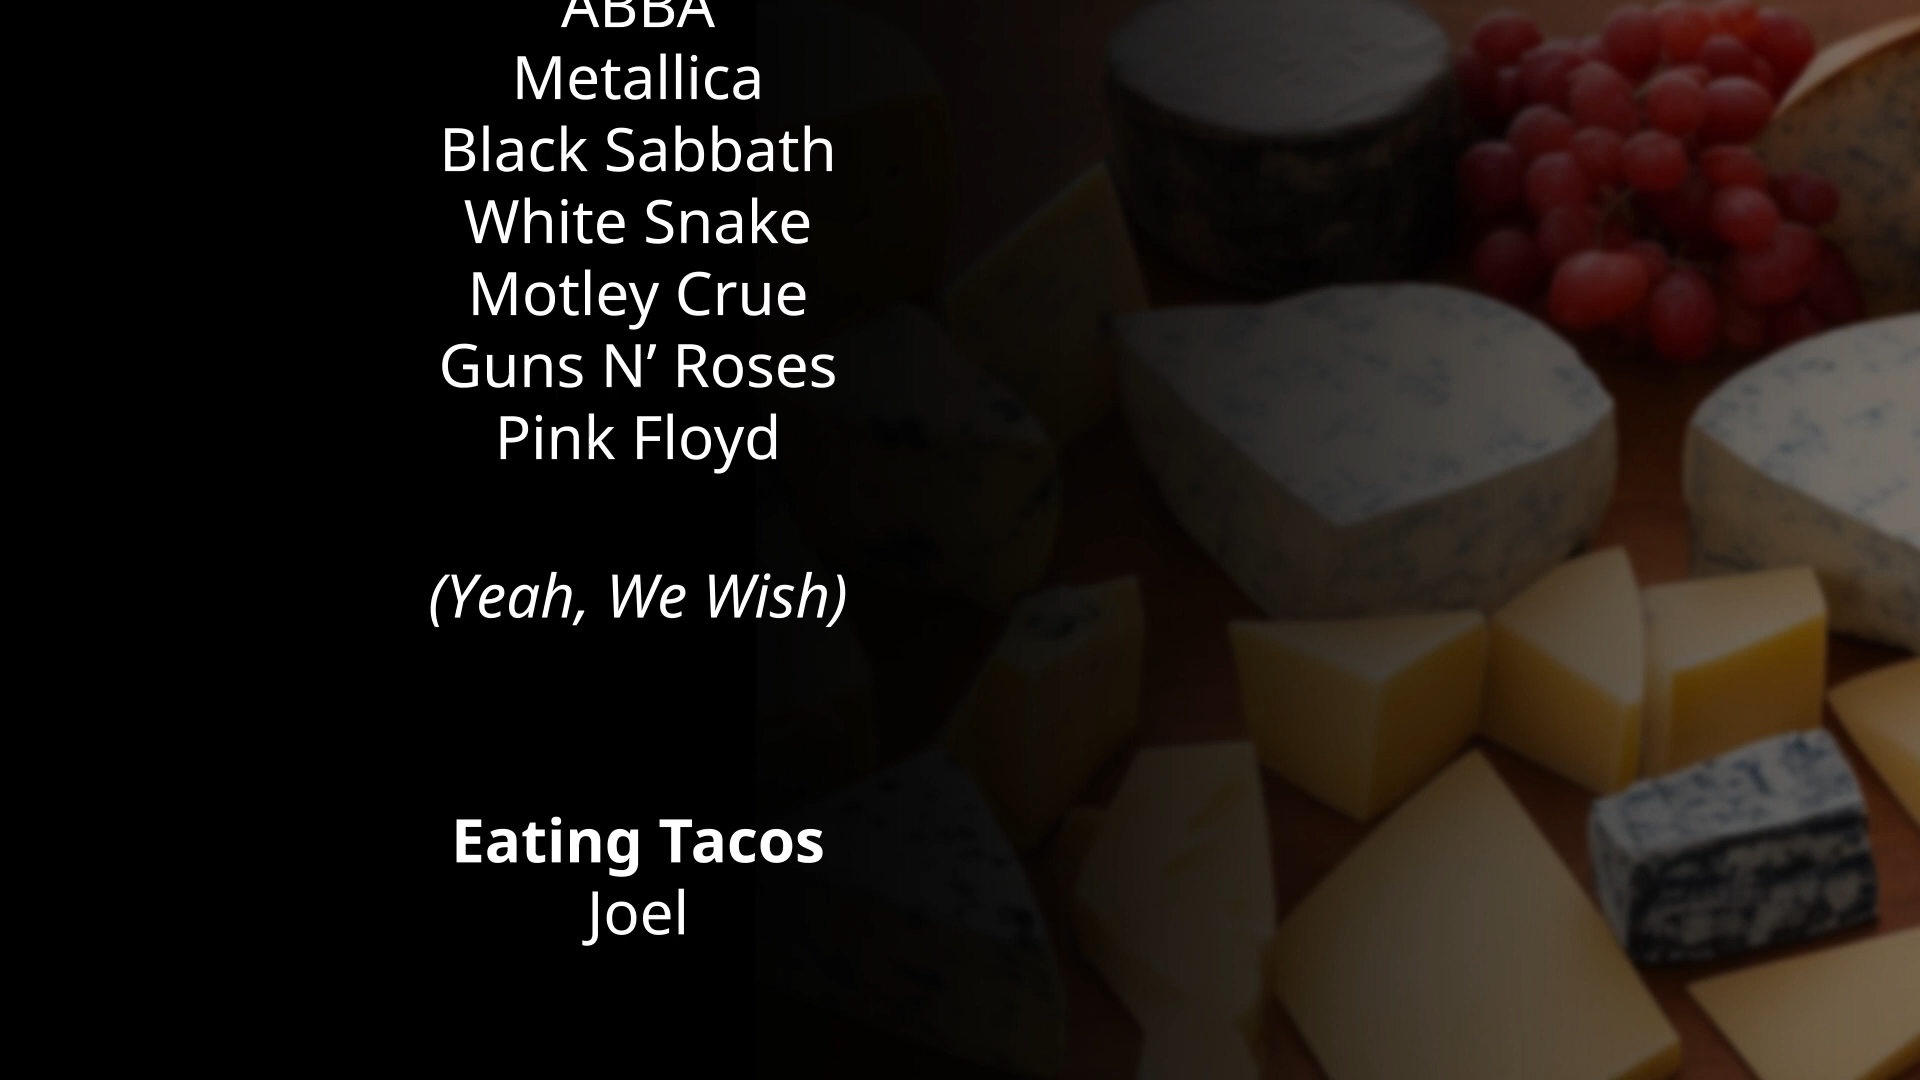 ABBA
Metallica
Black Sabbath
White Snake
Motley Crue
Guns N’ Roses
Pink Floyd
(Yeah, We Wish)
Eating Tacos
Joel